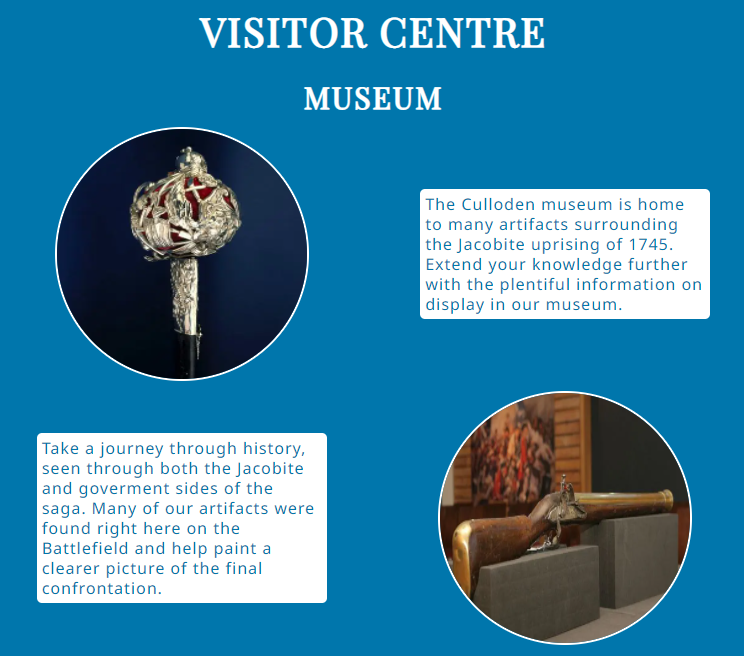 VISITOR CENTRE
MUSEUM
The Culloden museum is home
to many artifacts surrounding
the Jacobite uprising of 1745.
Extend your knowledge further
with the plentiful information on
display in our museum.
Take a journey through history,
seen through both the Jacobite
and goverment sides of the
saga. Many of our artifacts were
found right here on the
Battlefield and help paint a
clearer picture of the final
confrontation.